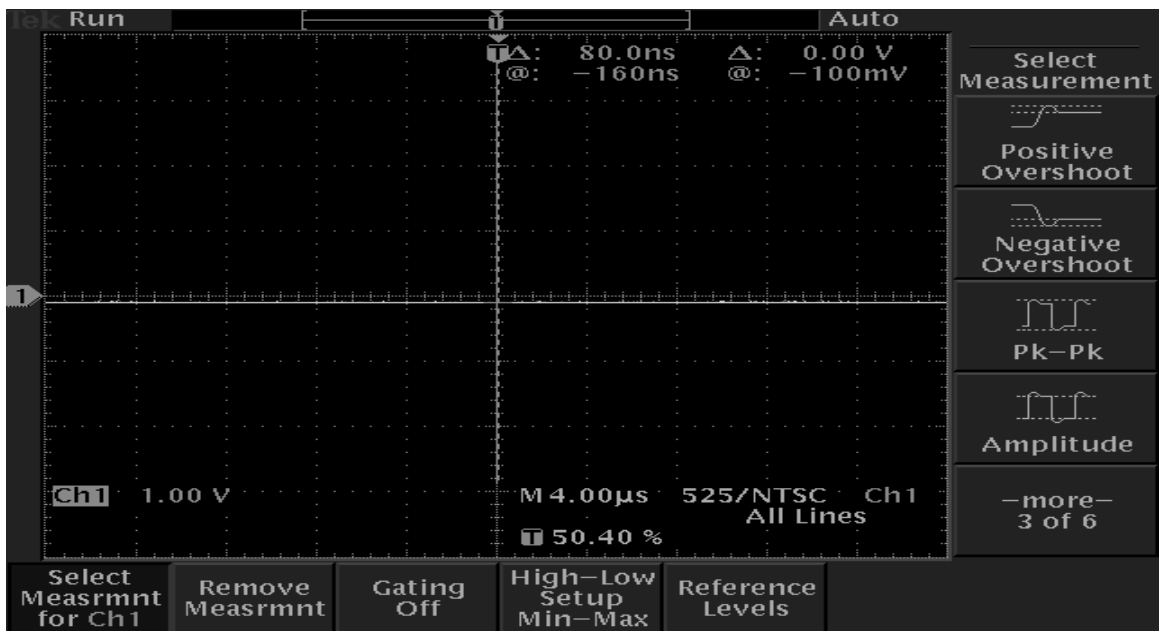 Tek Run
Auto
Δ: 80.0ns Δ: 0.00 V
@: −160ns @: −100mV
1
Ch1 1.00 V
M 4.00µs 525/NTSC Ch1
All Lines
T 50.40 %
Select
Measurement
Positive
Overshoot
Negative
Overshoot
Pk−Pk
Amplitude
−more−
3 of 6
Select
Measrmnt
for Ch1
Remove
Measrmnt
Gating
Off
High−Low
Setup
Min−Max
Reference
Levels